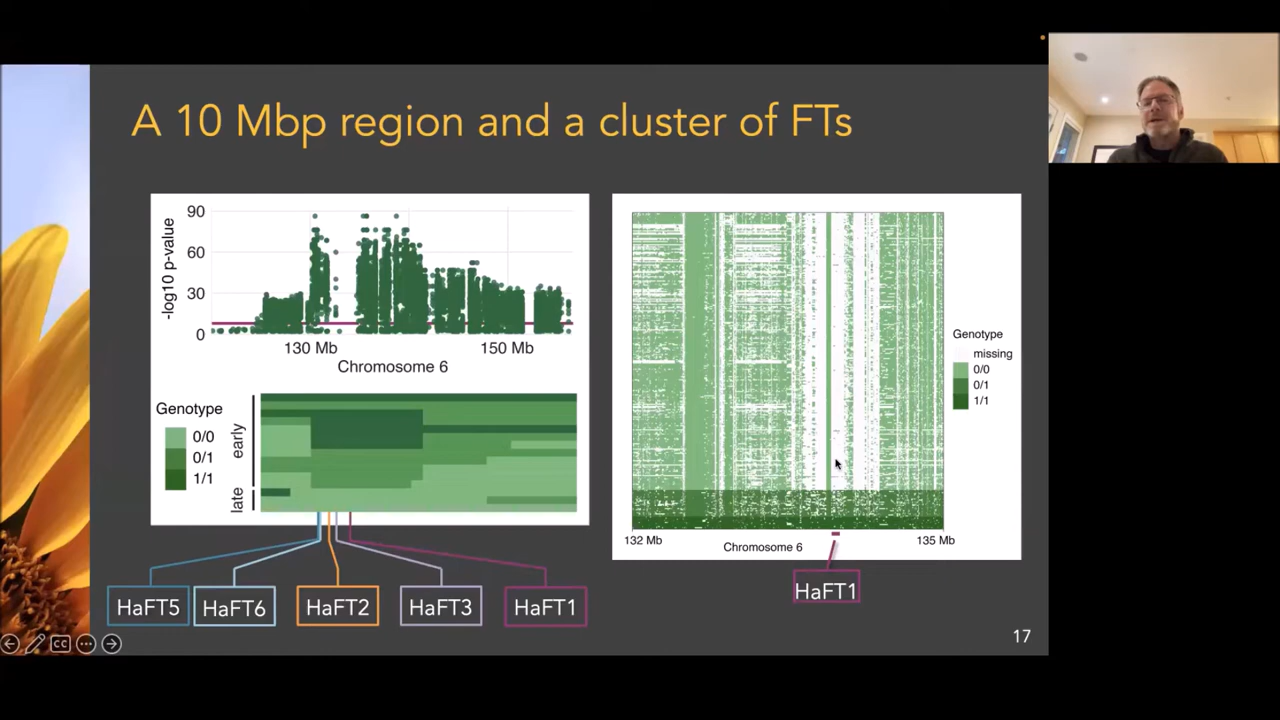 A 10 Mbp region and a cluster of FTs
-log10 p-value
90
60
30
0
130 Mb
150 Mb
Chromosome 6
Genotype
0/0
0/1
1/1
early
late
HaFT5
HaFT6
HaFT2
HaFT3
HaFT1
Genotype
missing
0/0
0/1
1/1
132 Mb
Chromosome 6
135 Mb
HaFT1
CC
17